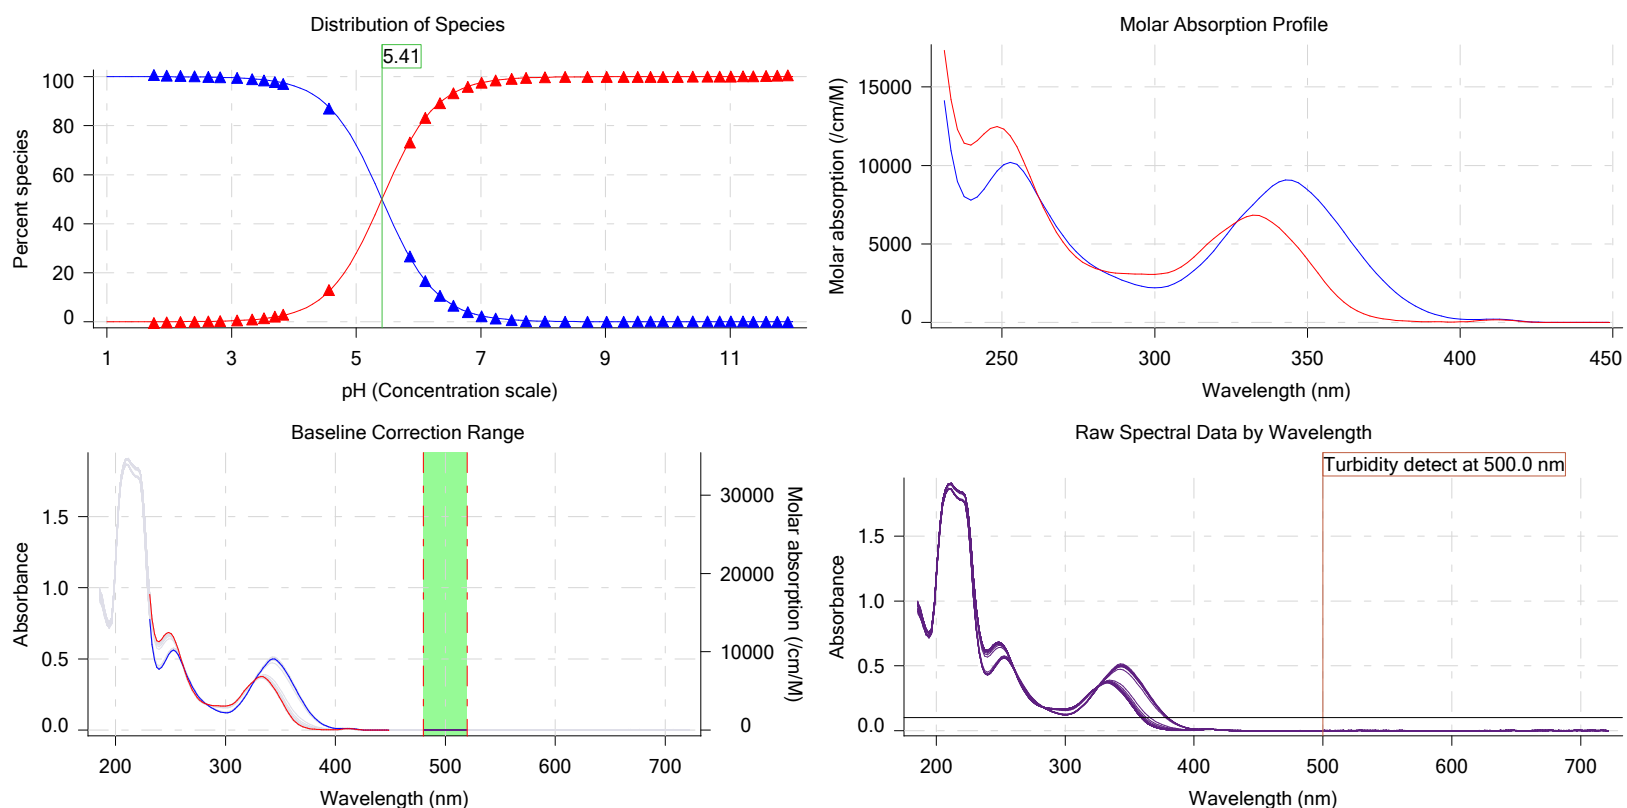 Distribution of Species
5.41
100
80
60
40
20
0
Percent species
1 3 5 7 9 11
pH (Concentration scale)
Molar Absorption Profile
15000
10000
5000
0
Molar absorption (/cm/M)
250 300 350 400 450
Wavelength (nm)
Baseline Correction Range
1.5
1.0
0.5
0.0
Absorbance
30000
20000
10000
0
Molar absorption (/cm/M)
200 300 400 500 600 700
Wavelength (nm)
Raw Spectral Data by Wavelength
Turbidity detect at 500.0 nm
1.5
1.0
0.5
0.0
Absorbance
200 300 400 500 600 700
Wavelength (nm)